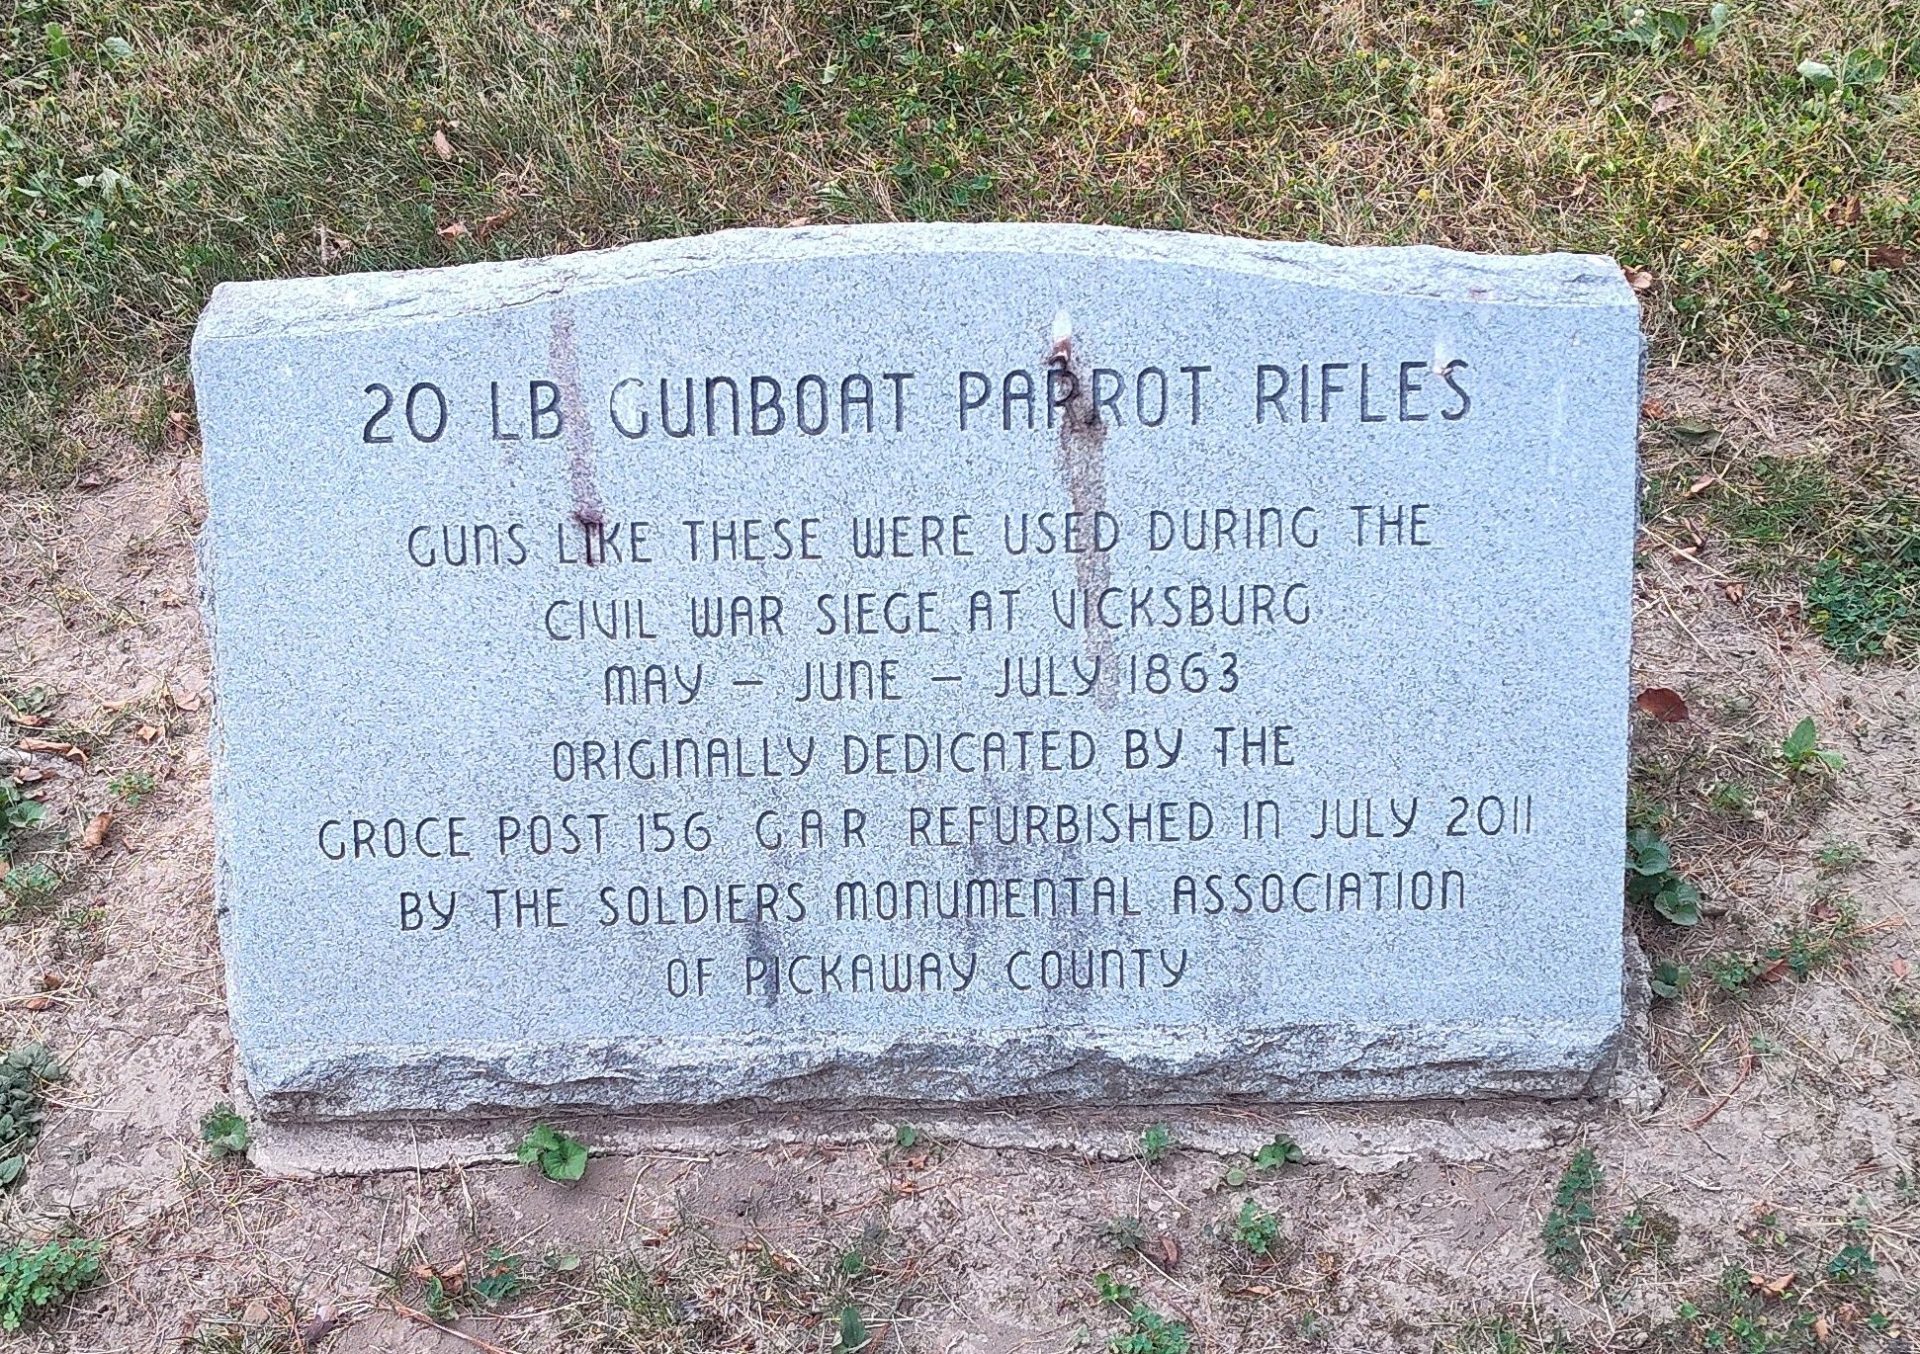 20 LB GUNBOAT PARROT RIFLES
GUNS LIKE THESE WERE USED DURING THE
CIVIL WAR SIEGE AT VICKSBURG
MAY – JUNE – JULY 1863
ORIGINALLY DEDICATED BY THE
GROCE POST 156 G A R REFURBISHED IN JULY 2011
BY THE SOLDIERS MONUMENTAL ASSOCIATION
OF PICKAWAY COUNTY